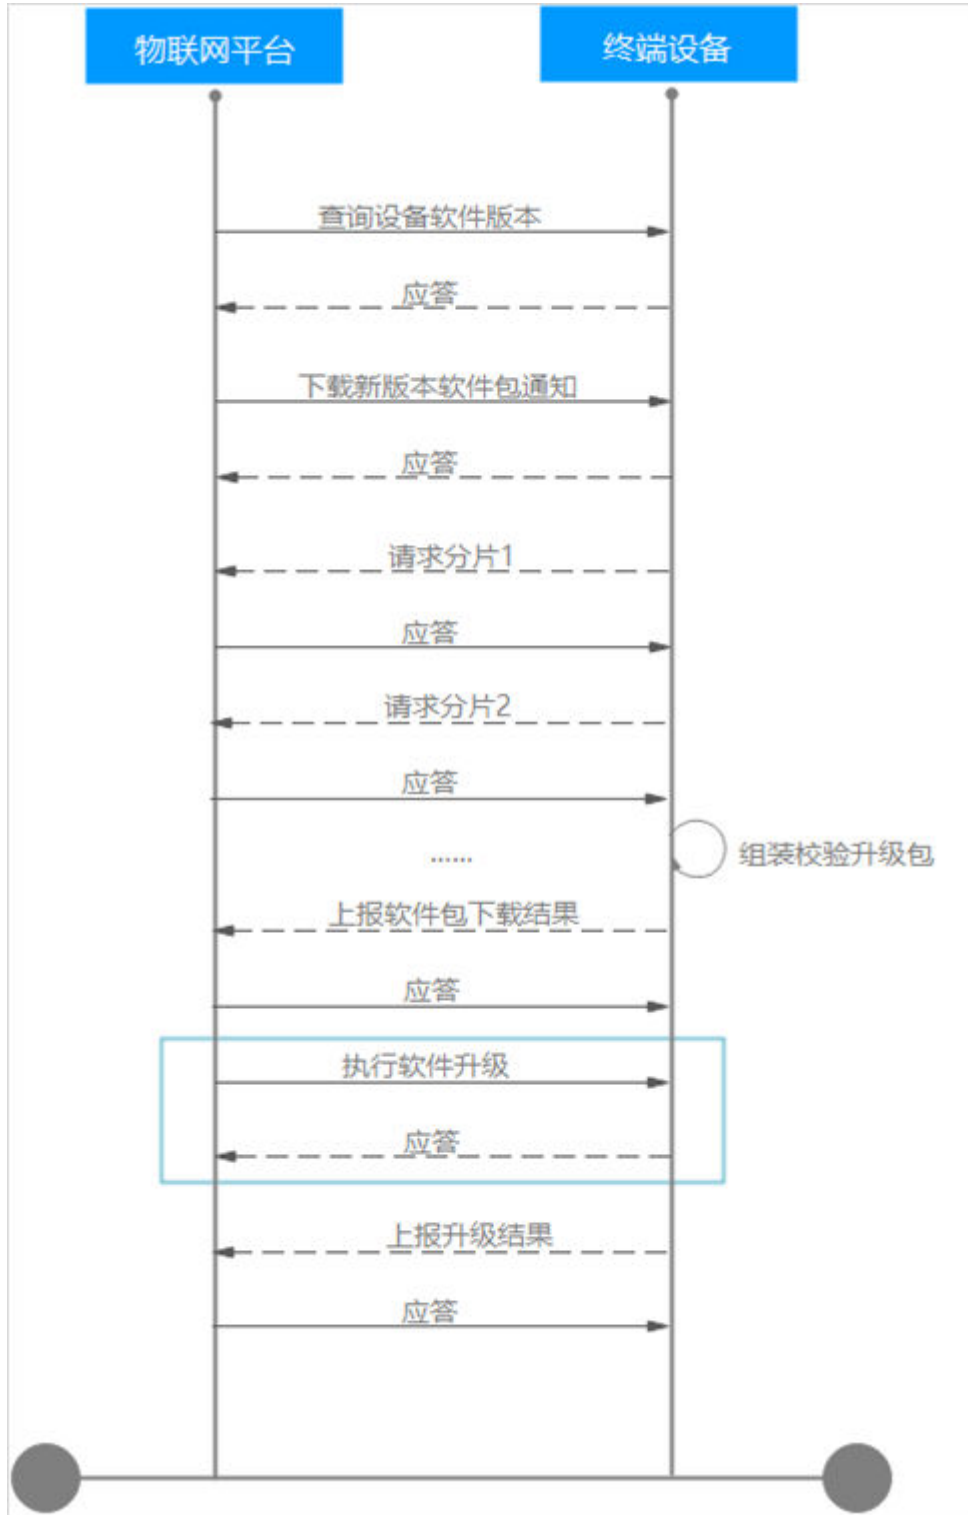 物联网平台
终端设备
查询设备软件版本
应答
下载新版本软件包通知
应答
请求分片1
应答
请求分片2
应答
......
组装校验升级包
上报软件包下载结果
应答
执行软件升级
应答
上报升级结果
应答